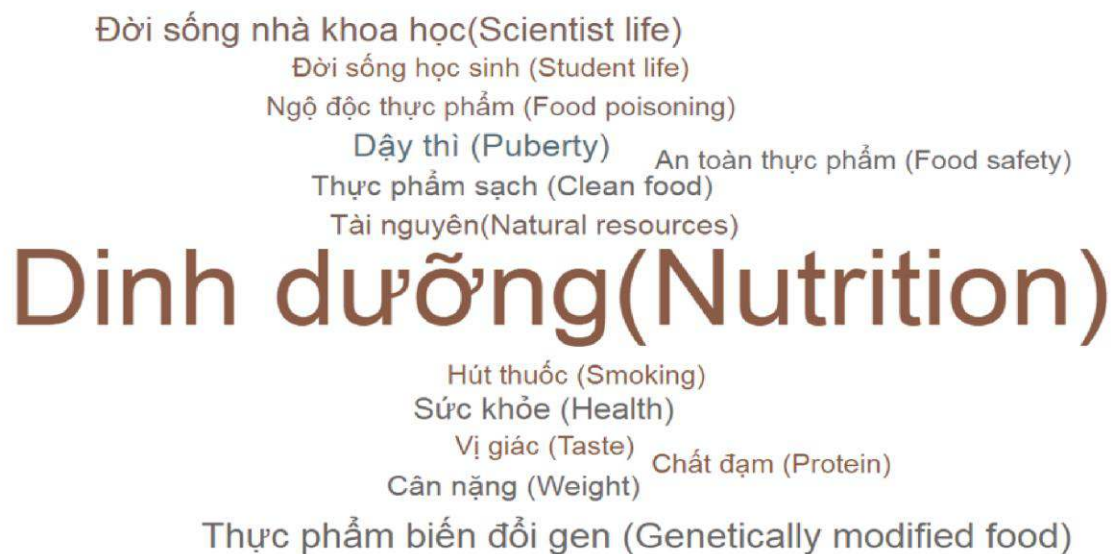 Đời sống nhà khoa học(Scientist life)
Đời sống học sinh (Student life)
Ngộ độc thực phẩm (Food poisoning)
Dậy thì (Puberty)
An toàn thực phẩm (Food safety)
Thực phẩm sạch (Clean food)
Tài nguyên(Natural resources)
Dinh dưỡng(Nutrition)
Hút thuốc (Smoking)
Sức khỏe (Health)
Vị giác (Taste)
Chất đạm (Protein)
Cân nặng (Weight)
Thực phẩm biến đổi gen (Genetically modified food)